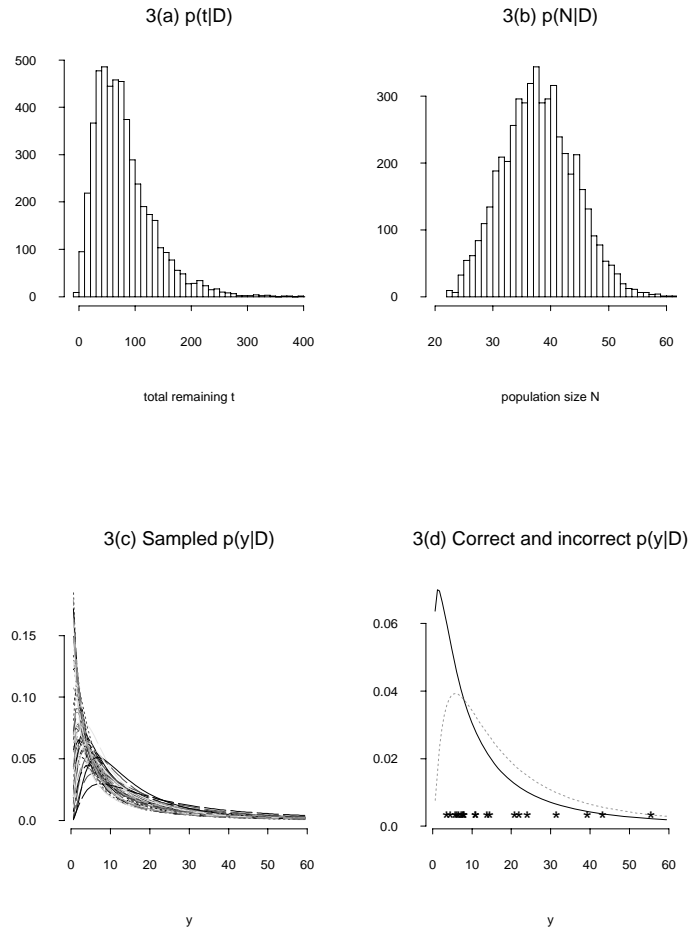 3(a) p(t|D)
500
400
300
200
100
0
0 100 200 300 400
total remaining t
3(b) p(N|D)
300
200
100
0
20 30 40 50 60
population size N
3(c) Sampled p(y|D)
0.15
0.10
0.05
0.0
0 10 20 30 40 50 60
y
3(d) Correct and incorrect p(y|D)
0.06
0.04
0.02
0.0
0 10 20 30 40 50 60
y